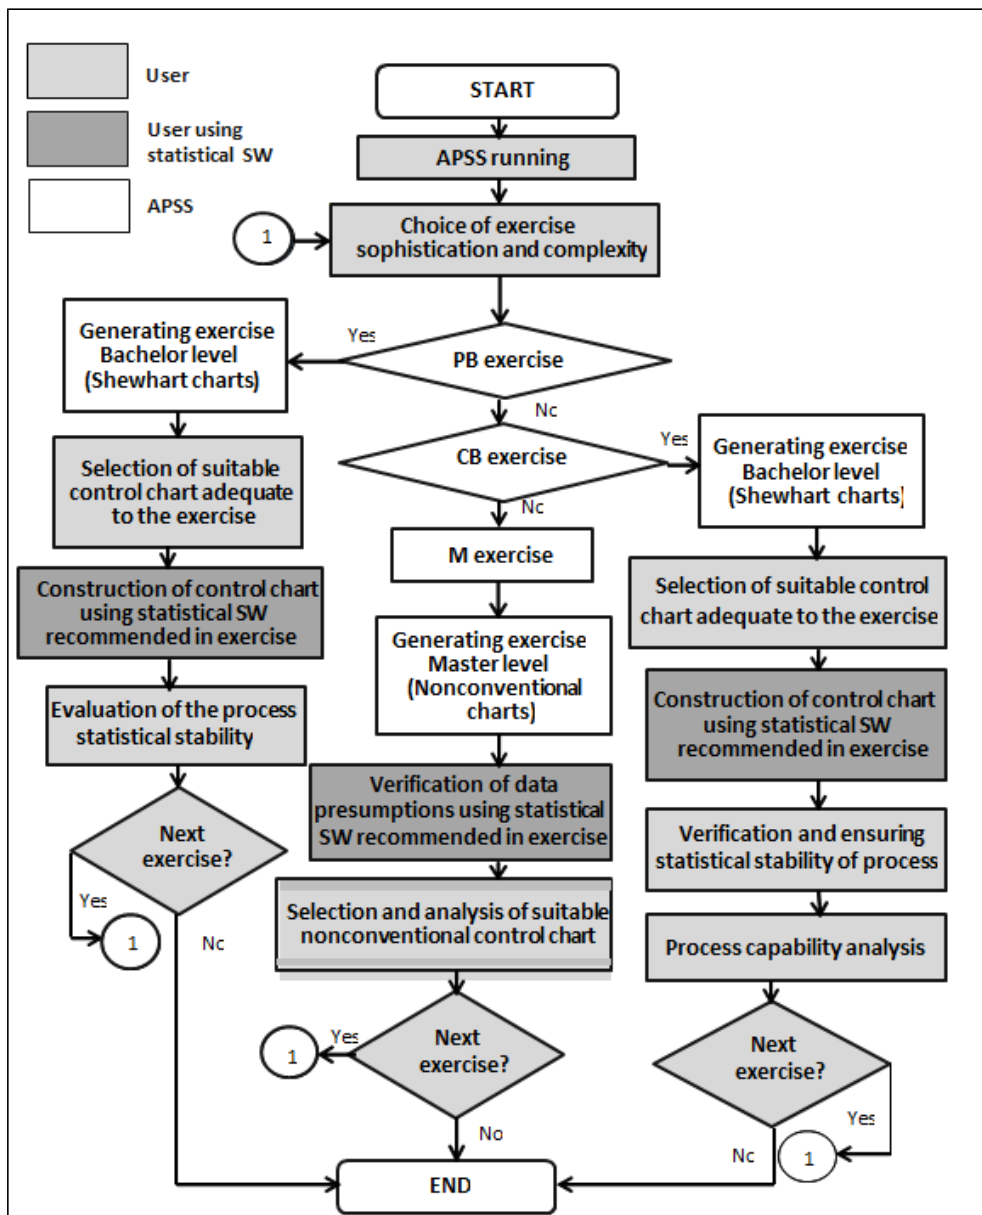 User
User using
statistical SW
APSS
START
APSS running
1
Choice of exercise
sophistication and complexity
PB exercise
Yes
Nc
Generating exercise
Bachelor level
(Shewhart charts)
Selection of suitable
control chart adequate
to the exercise
Construction of control chart
using statistical SW
recommended in exercise
Evaluation of the process
statistical stability
Next
exercise?
Yes
1
Nc
CB exercise
Yes
Nc
M exercise
Generating exercise
Master level
(Nonconventional
charts)
Verification of data
presumptions using statistical
SW recommended in exercise
Selection and analysis of suitable
nonconventional control chart
Next
exercise?
Yes
1
No
Generating exercise
Bachelor level
(Shewhart charts)
Selection of suitable control
chart adequate to the exercise
Construction of control chart
using statistical SW
recommended in exercise
Verification and ensuring
statistical stability of process
Process capability analysis
Next
exercise?
Yes
1
Nc
END